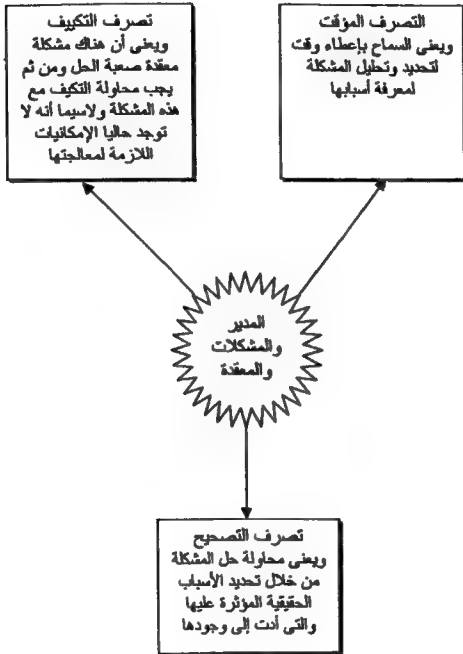 التصرف المؤقت
ويعنى السماح بإعطاء وقت
لتحديد وتحليل المشكلة
لمعرفة أسبابها
تصرف التكييف
ويعنى أن هناك مشكلة
معقدة صعبة الحل ومن ثم
يجب محاولة التكيف مع
هذه المشكلة ولاسيما أنه لا
توجد حاليا الإمكانيات
اللازمة لمعالجتها
المدير
والمشكلات
والمعقدة
تصرف التصحيح
ويعنى محاولة حل المشكلة
من خلال تحديد الأسباب
الحقيقية المؤثرة عليها
والتى أدت إلى وجودها